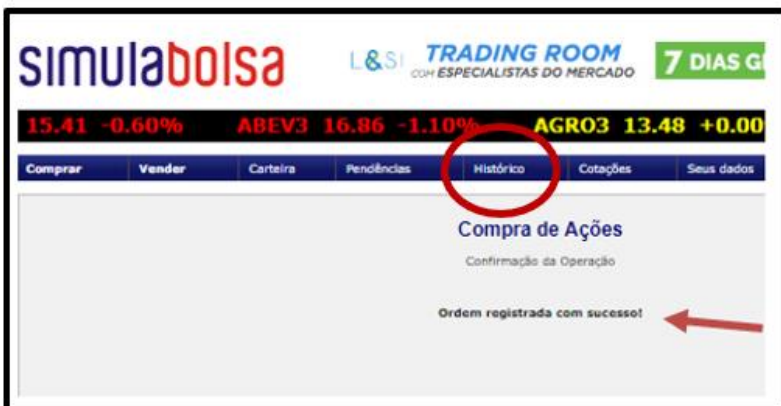 simulabolsa
L&S TRADING ROOM
COM ESPECIALISTAS DO MERCADO
7 DIAS
15.41 -0.60% ABEV3 16.86 -1.10% AGRO3 13.48 +0.00
Comprar Vender Carteira Pendências Histórico Cotações Seus dados
Compra de Ações
Confirmação da Operação
Ordem registrada com sucesso!